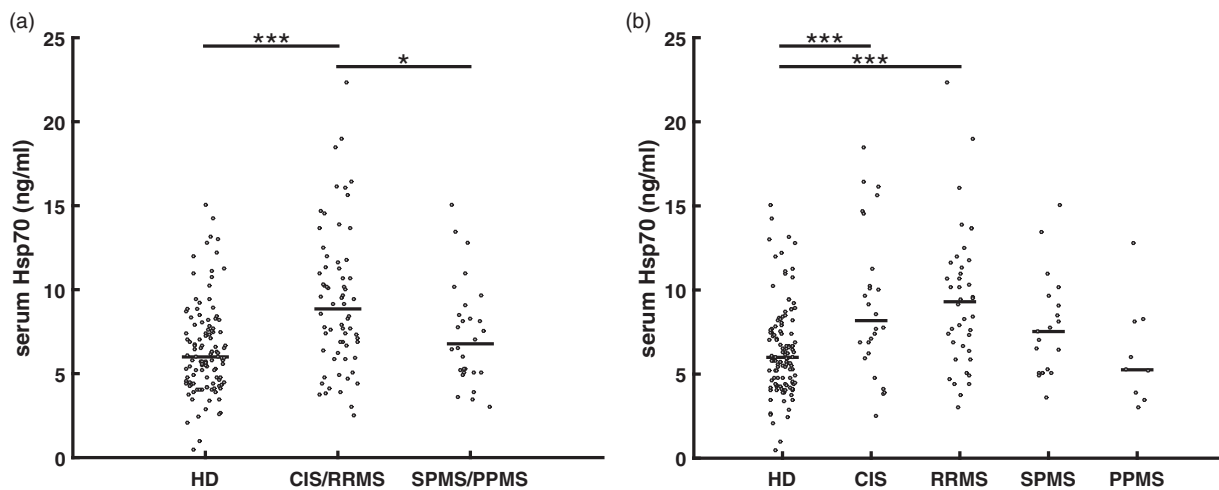 (a)
serum Hsp70 (ng/ml)
25
20
15
10
5
0
***
*
HD
CIS/RRMS
SPMS/PPMS
(b)
serum Hsp70 (ng/ml)
25
20
15
10
5
0
***
***
HD
CIS
RRMS
SPMS
PPMS